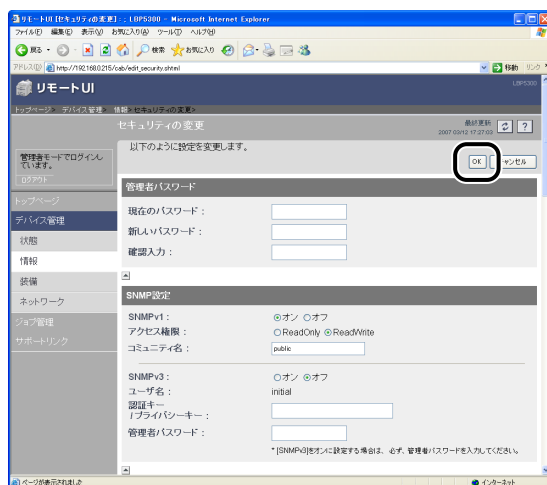 リモートUI [セキュリティの変更] : : LBP5300 - Microsoft Internet Explorer
ファイル(F) 編集(E) 表示(V) お気に入り(A) ツール(T) ヘルプ(H)
戻る 検索 お気に入り
アドレス(D) http://192.168.0.215/cab/edit_security.shtml 移動 リンク
リモートUI LBP5300
トップページ> デバイス管理> 情報> セキュリティの変更>
セキュリティの変更
最終更新
2007 03/12 17:27:03
管理者モードでログインしています。
ログアウト
トップページ
デバイス管理
状態
情報
装備
ネットワーク
ジョブ管理
サポートリンク
以下のように設定を変更します。
OK キャンセル
管理者パスワード
現在のパスワード：
新しいパスワード：
確認入力：
SNMP設定
SNMPv1： オン オフ
アクセス権限： ReadOnly ReadWrite
コミュニティ名： public
SNMPv3： オン オフ
ユーザ名： initial
認証キー
/プライバシーキー：
管理者パスワード：
* [SNMPv3]をオンに設定する場合は、必ず、管理者パスワードを入力してください。
ページが表示されました インターネット